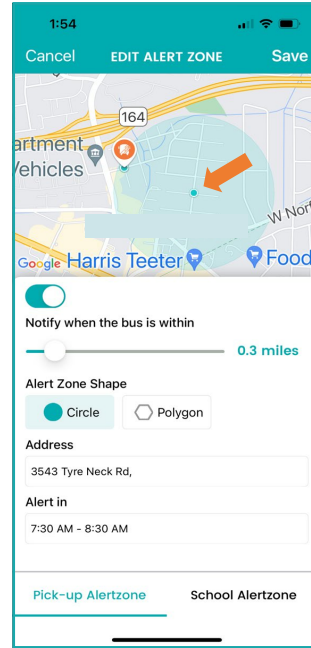 1:54
Cancel EDIT ALERT ZONE Save
164
artment
Vehicles
W Nor
Google Harris Teeter Food
Notify when the bus is within
0.3 miles
Alert Zone Shape
Circle Polygon
Address
3543 Tyre Neck Rd,
Alert in
7:30 AM - 8:30 AM
Pick-up Alertzone School Alertzone